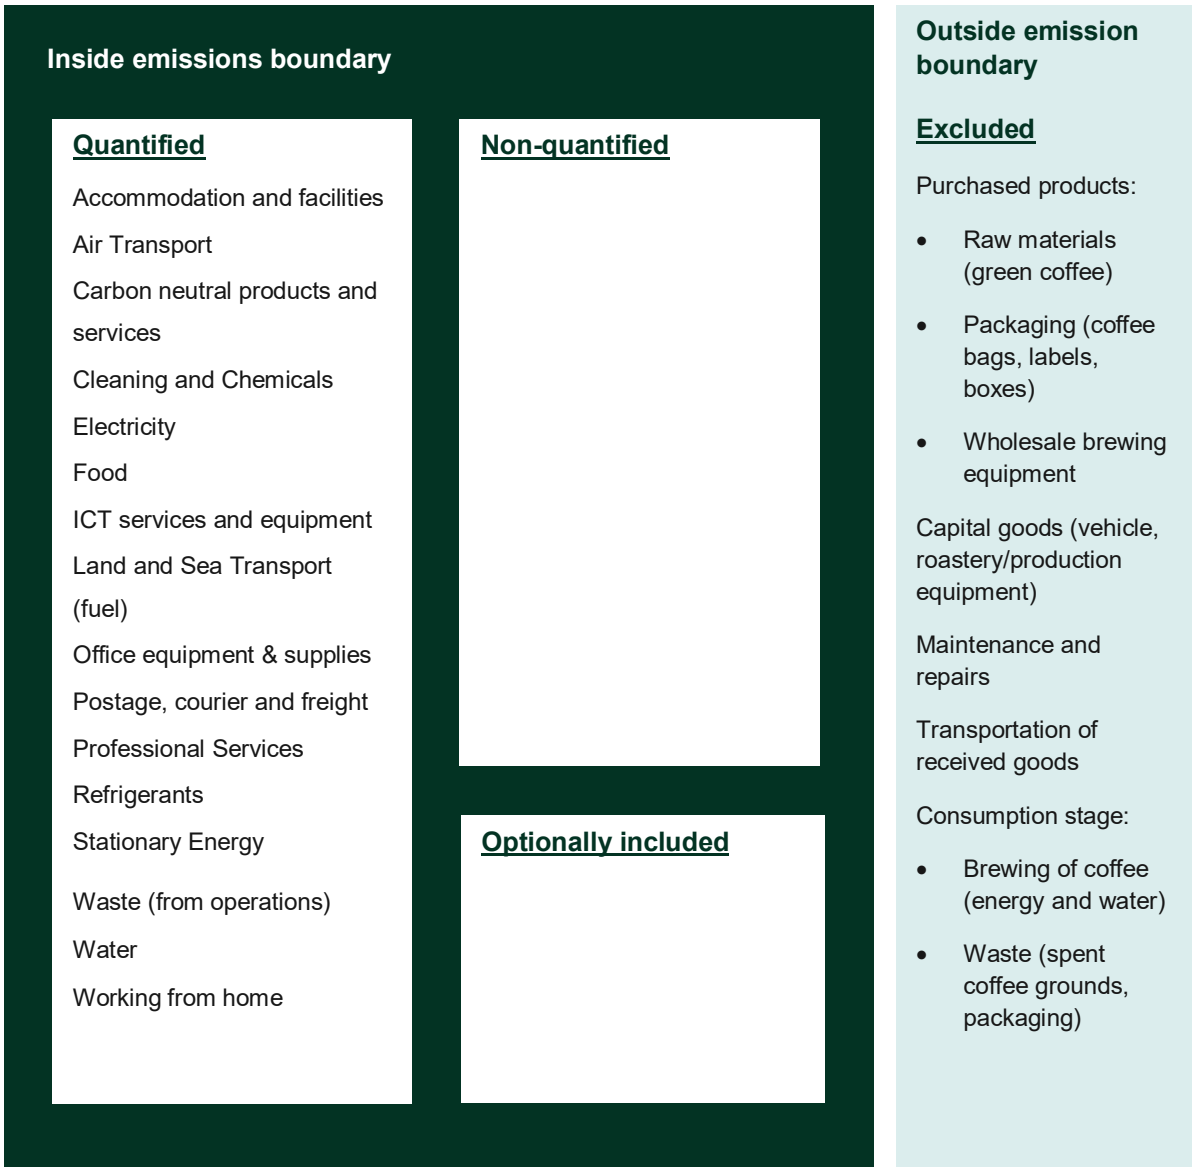 Inside emissions boundary
Quantified
Accommodation and facilities
Air Transport
Carbon neutral products and
services
Cleaning and Chemicals
Electricity
Food
ICT services and equipment
Land and Sea Transport
(fuel)
Office equipment & supplies
Postage, courier and freight
Professional Services
Refrigerants
Stationary Energy
Waste (from operations)
Water
Working from home
Non-quantified
Optionally included
Outside emission
boundary
Excluded
Purchased products:
• Raw materials
(green coffee)
• Packaging (coffee
bags, labels,
boxes)
• Wholesale brewing
equipment
Capital goods (vehicle,
roastery/production
equipment)
Maintenance and
repairs
Transportation of
received goods
Consumption stage:
• Brewing of coffee
(energy and water)
• Waste (spent
coffee grounds,
packaging)